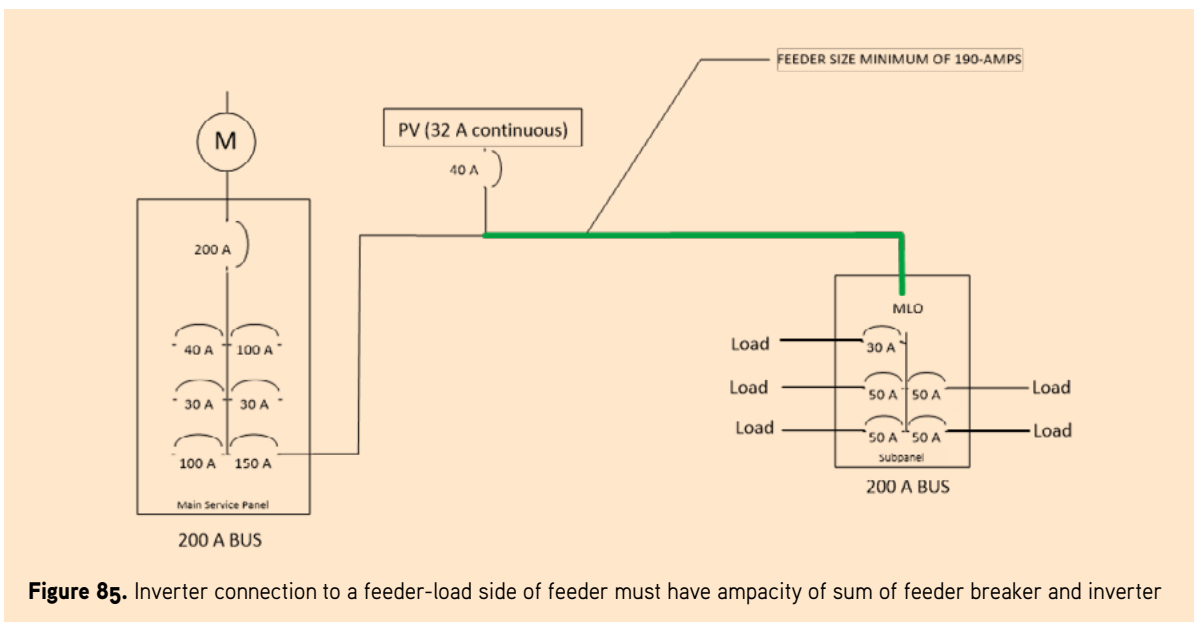 FEEDER SIZE MINIMUM OF 190-AMPS
PV (32 A continuous)
40 A
M
200 A
40 A 100 A
30 A 30 A
100 A 150 A
Main Service Panel
200 A BUS
MLO
Load 30 A
Load 50 A 50 A Load
Load 50 A 50 A Load
Subpanel
200 A BUS
Figure 85. Inverter connection to a feeder-load side of feeder must have ampacity of sum of feeder breaker and inverter